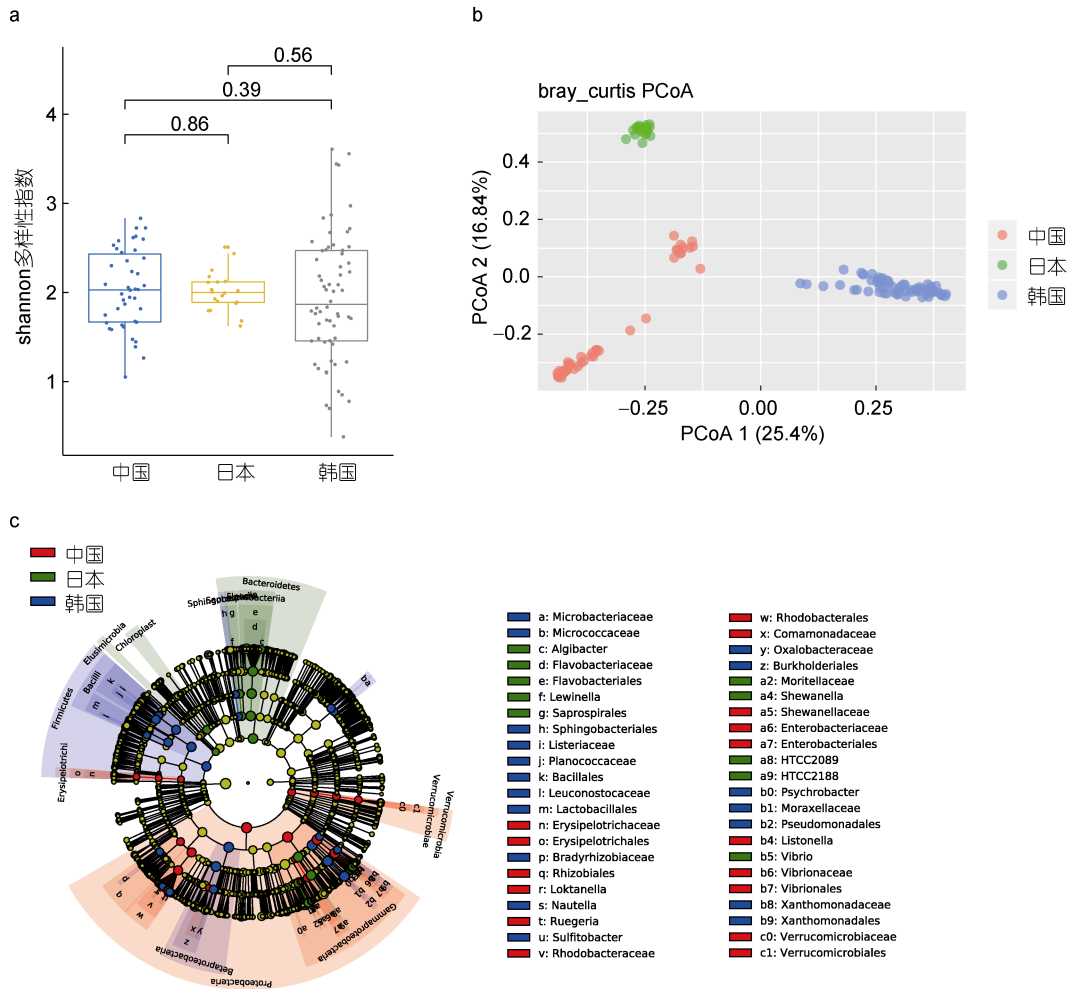 a
0.56
0.39
0.86
4
3
2
1
shannon多样性指数
中国
日本
韩国
b
bray_curtis PCoA
0.4
0.2
0.0
−0.2
PCoA 2 (16.84%)
−0.25
0.00
0.25
PCoA 1 (25.4%)
中国
日本
韩国
c
中国
日本
韩国
Bacteroidetes
h
g
e
d
f
c
Chloroplast
Elusimicrobia
Bacilli
Firmicutes
k
j
i
m
l
Erysipelotrichi
o
n
Verrucomicrobia
Verrucomicrobiae
c1
c0
Gammaproteobacteria
Betaproteobacteria
Proteobacteria
p
q
v
w
y
x
z
a0
a: Microbacteriaceae
b: Micrococcaceae
c: Algibacter
d: Flavobacteriaceae
e: Flavobacteriales
f: Lewinella
g: Saprospirales
h: Sphingobacteriales
i: Listeriaceae
j: Planococcaceae
k: Bacillales
l: Leuconostocaceae
m: Lactobacillales
n: Erysipelotrichaceae
o: Erysipelotrichales
p: Bradyrhizobiaceae
q: Rhizobiales
r: Loktanella
s: Nautella
t: Ruegeria
u: Sulfitobacter
v: Rhodobacteraceae
w: Rhodobacterales
x: Comamonadaceae
y: Oxalobacteraceae
z: Burkholderiales
a2: Moritellaceae
a4: Shewanella
a5: Shewanellaceae
a6: Enterobacteriaceae
a7: Enterobacteriales
a8: HTCC2089
a9: HTCC2188
b0: Psychrobacter
b1: Moraxellaceae
b2: Pseudomonadales
b4: Listonella
b5: Vibrio
b6: Vibrionaceae
b7: Vibrionales
b8: Xanthomonadaceae
b9: Xanthomonadales
c0: Verrucomicrobiaceae
c1: Verrucomicrobiales